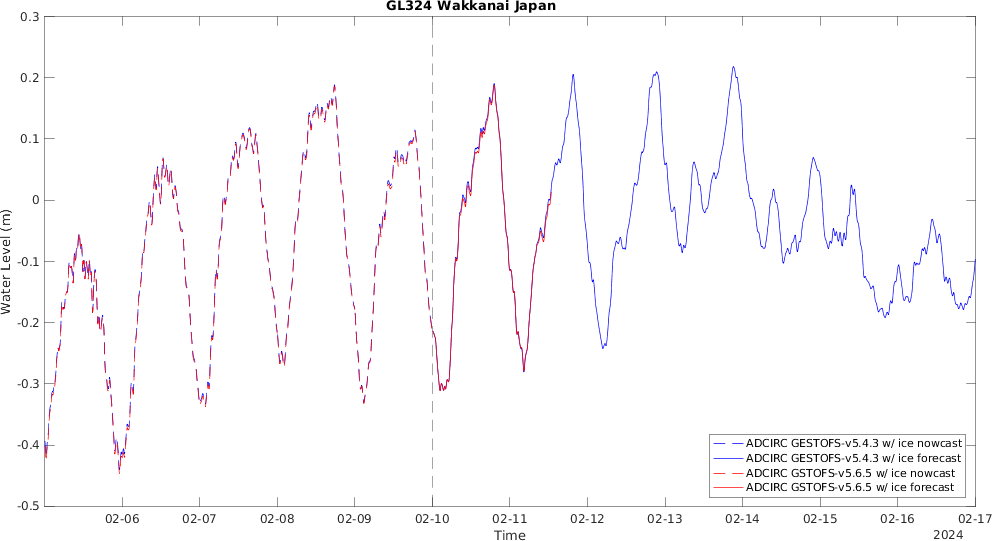 GL324 Wakkanai Japan
0.3
0.2
0.1
0
-0.1
-0.2
-0.3
-0.4
-0.5
Water Level (m)
ADCIRC GESTOFS-v5.4.3 w/ ice nowcast
ADCIRC GESTOFS-v5.4.3 w/ ice forecast
ADCIRC GSTOFS-v5.6.5 w/ ice nowcast
ADCIRC GSTOFS-v5.6.5 w/ ice forecast
02-06 02-07 02-08 02-09 02-10 02-11 02-12 02-13 02-14 02-15 02-16 02-17
Time
2024